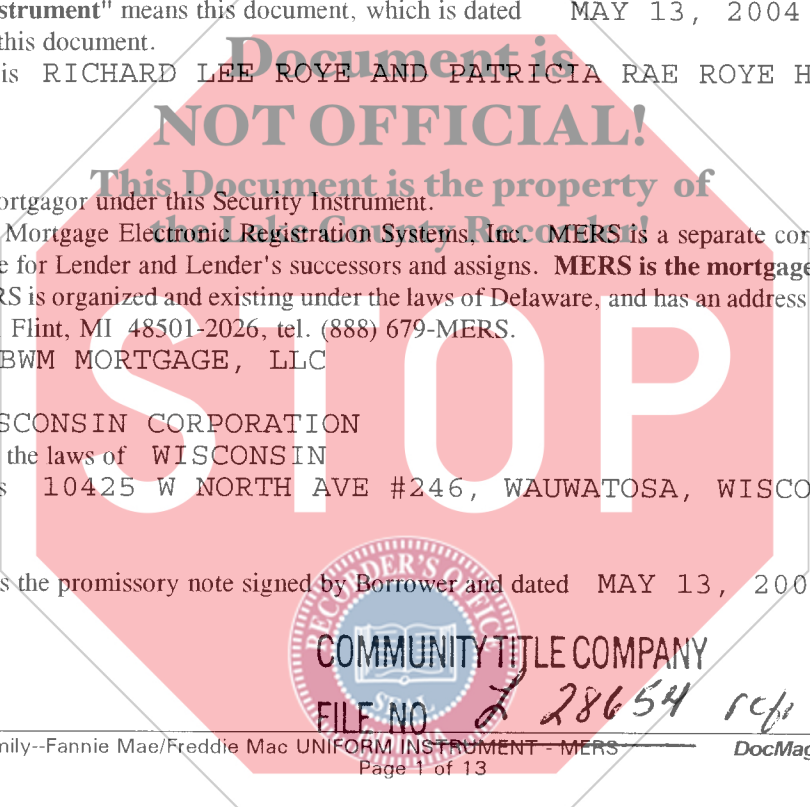 strument" means this document, which is dated MAY 13, 2004
this document.
Document is
is RICHARD LEE ROYE AND PATRICIA RAE ROYE H
NOT OFFICIAL!
This Document is the property of
ortgagor under this Security Instrument.
the Lake County Recorder!
Mortgage Electronic Registration Systems, Inc. MERS is a separate cor
e for Lender and Lender's successors and assigns. MERS is the mortgage
RS is organized and existing under the laws of Delaware, and has an address
Flint, MI 48501-2026, tel. (888) 679-MERS.
BWM MORTGAGE, LLC
STOP
SCONSIN CORPORATION
the laws of WISCONSIN
s 10425 W NORTH AVE #246, WAUWATOSA, WISCO
s the promissory note signed by Borrower and dated MAY 13, 200
RECORDER'S OFFICE
SEAL
COMMUNITY TITLE COMPANY
FILE NO 28654
mily--Fannie Mae/Freddie Mac UNIFORM INSTRUMENT - MERS DocMag
Page 1 of 13